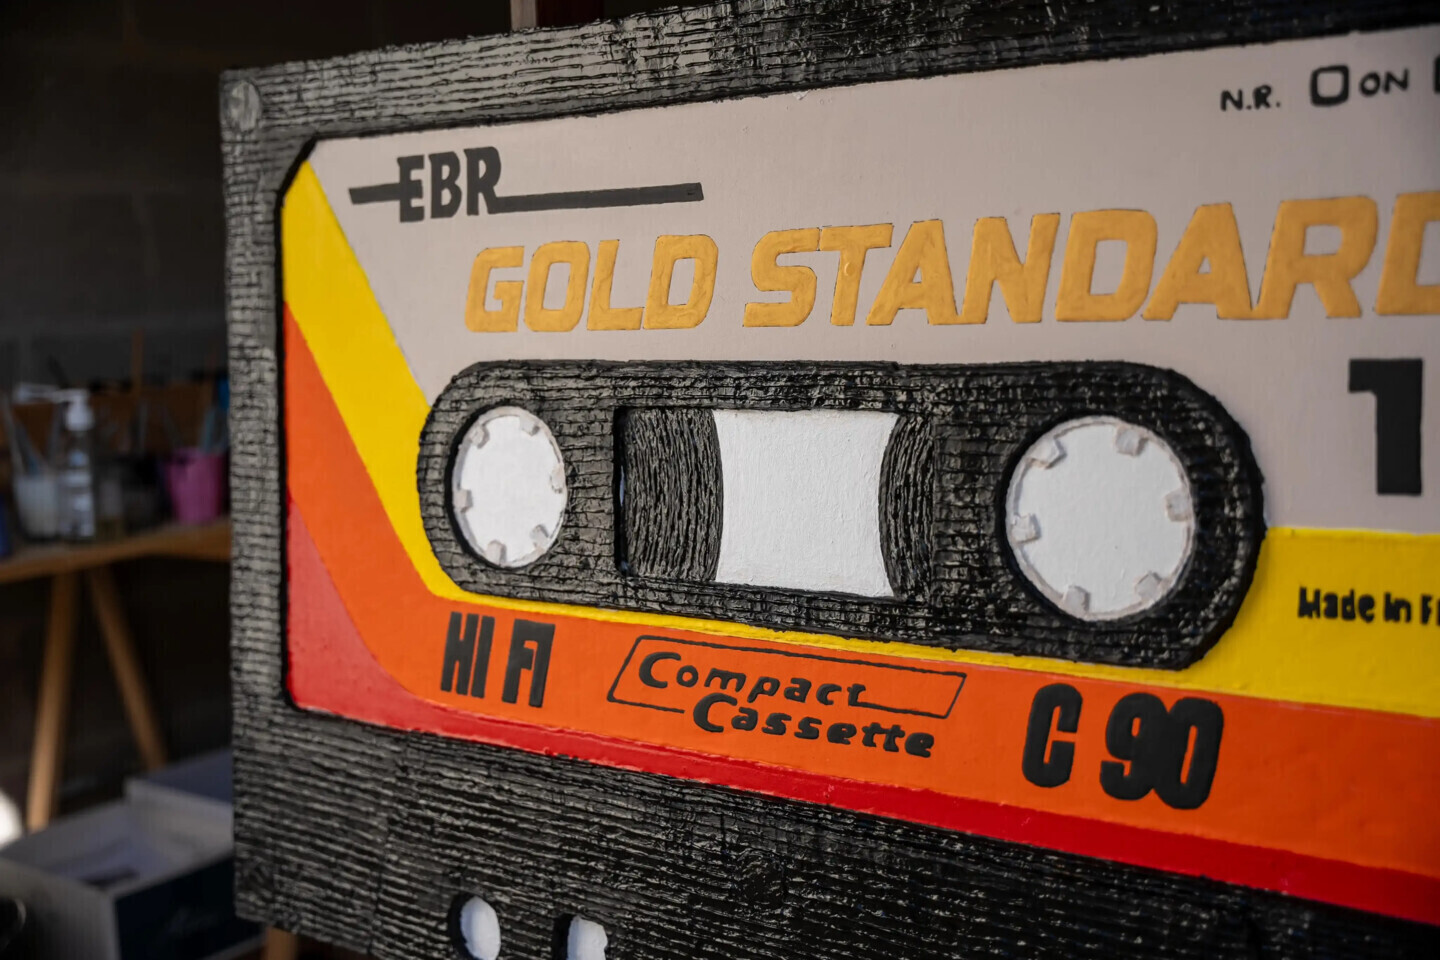 N.R. ON
EBR
GOLD STANDARD
1
Made in
HI FI
Compact
Cassette
C 90